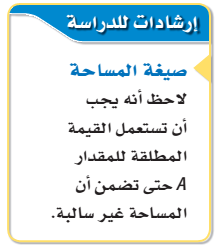 إرشادات للدراسة
صيغة المساحة
لاحظ أنه يجب
أن تستعمل القيمة
المطلقة للمقدار
A حتى تضمن أن
المساحة غير سالبة.